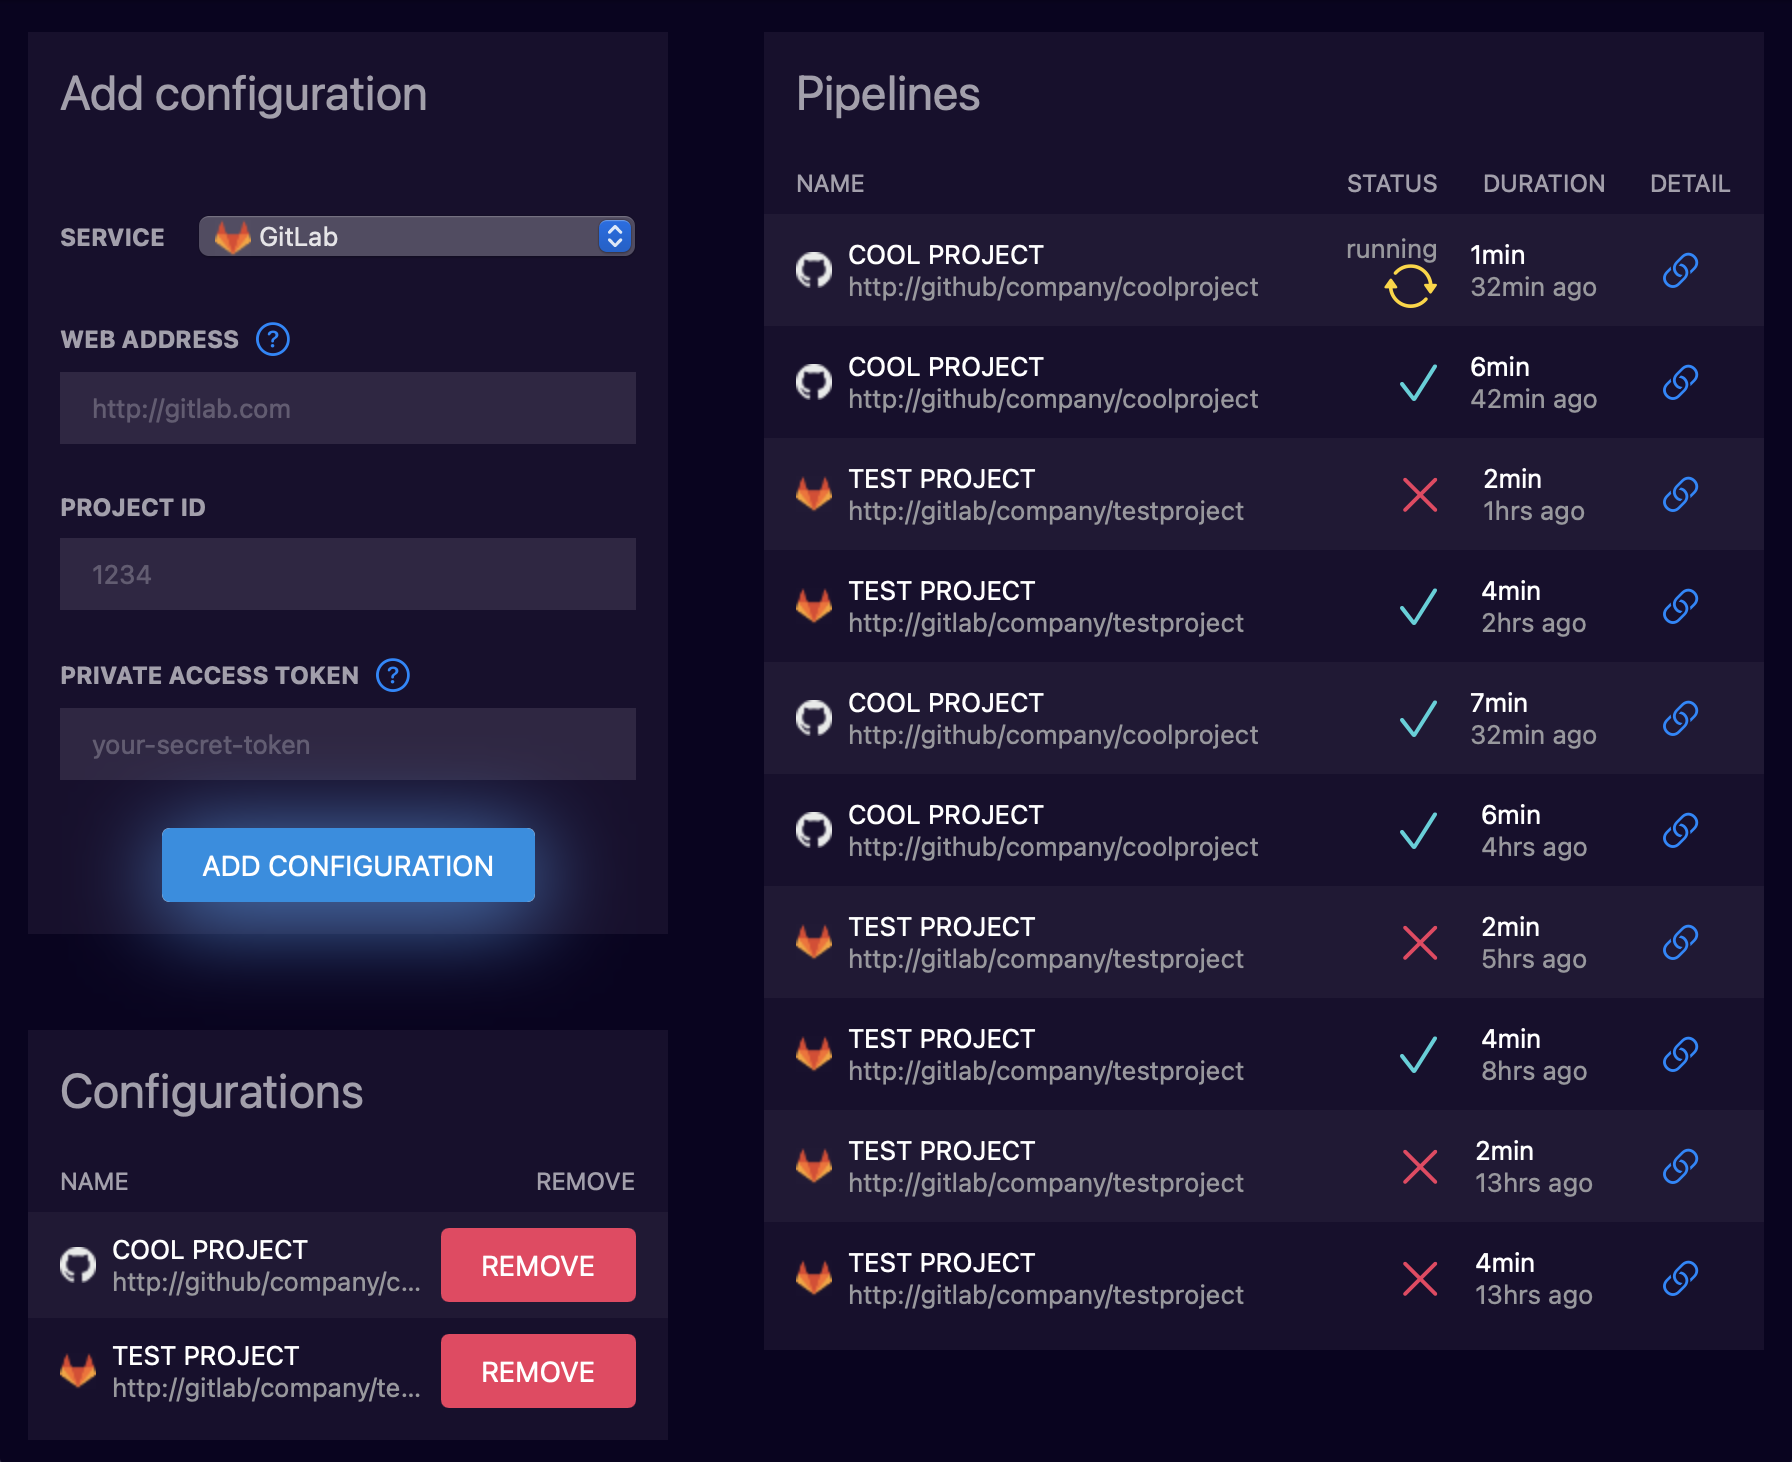 Add configuration
SERVICE GitLab
WEB ADDRESS ?
http://gitlab.com
PROJECT ID
1234
PRIVATE ACCESS TOKEN ?
your-secret-token
ADD CONFIGURATION
Configurations
NAME REMOVE
COOL PROJECT
http://github/company/c...
REMOVE
TEST PROJECT
http://gitlab/company/te...
REMOVE
Pipelines
NAME STATUS DURATION DETAIL
COOL PROJECT running 1min
http://github/company/coolproject 32min ago
COOL PROJECT 6min
http://github/company/coolproject 42min ago
TEST PROJECT 2min
http://gitlab/company/testproject 1hrs ago
TEST PROJECT 4min
http://gitlab/company/testproject 2hrs ago
COOL PROJECT 7min
http://github/company/coolproject 32min ago
COOL PROJECT 6min
http://github/company/coolproject 4hrs ago
TEST PROJECT 2min
http://gitlab/company/testproject 5hrs ago
TEST PROJECT 4min
http://gitlab/company/testproject 8hrs ago
TEST PROJECT 2min
http://gitlab/company/testproject 13hrs ago
TEST PROJECT 4min
http://gitlab/company/testproject 13hrs ago